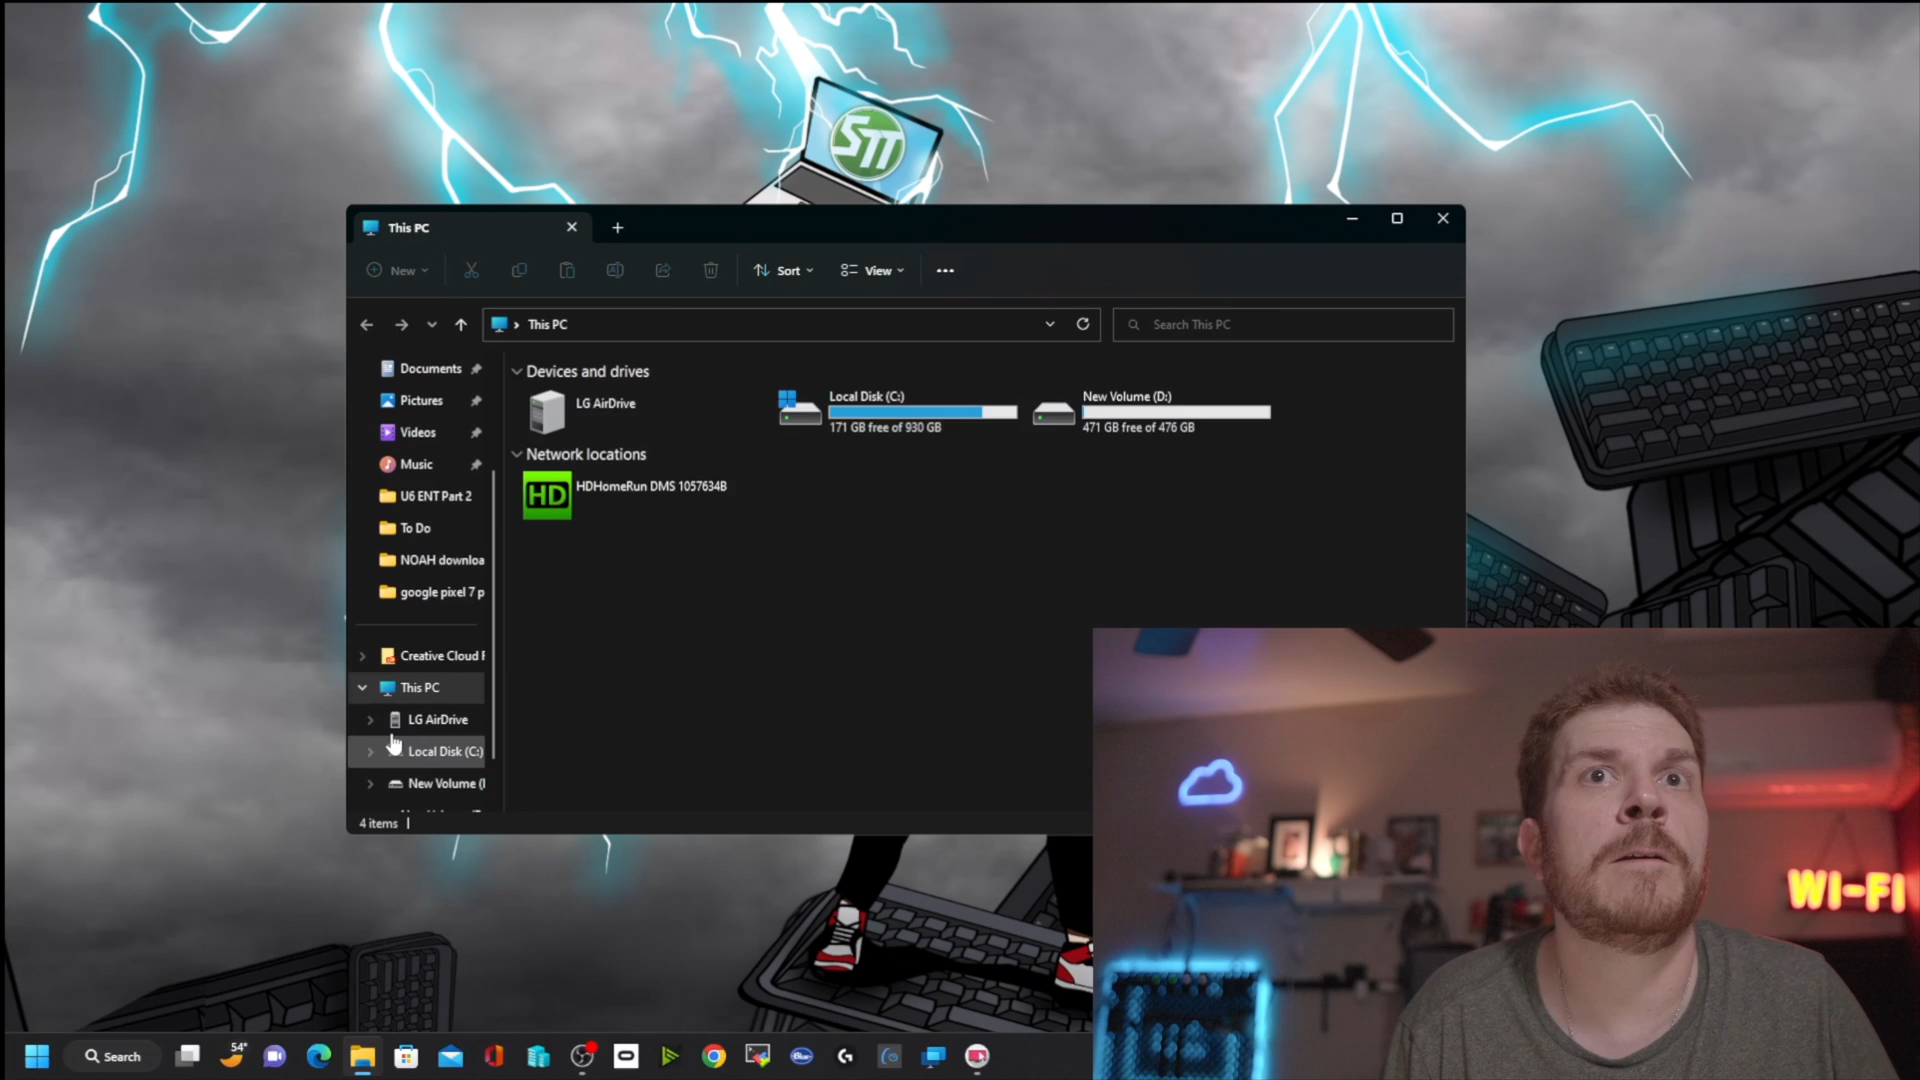 STT
This PC
New
Sort
View
This PC
Search This PC
Documents
Pictures
Videos
Music
U6 ENT Part 2
To Do
NOAH downloa
google pixel 7 p
Creative Cloud F
This PC
LG AirDrive
Local Disk (C:)
New Volume (
4 items
Devices and drives
LG AirDrive
Local Disk (C:)
171 GB free of 930 GB
New Volume (D:)
471 GB free of 476 GB
Network locations
HD
HDHomeRun DMS 1057634B
WI-FI
Search
54°
Blue